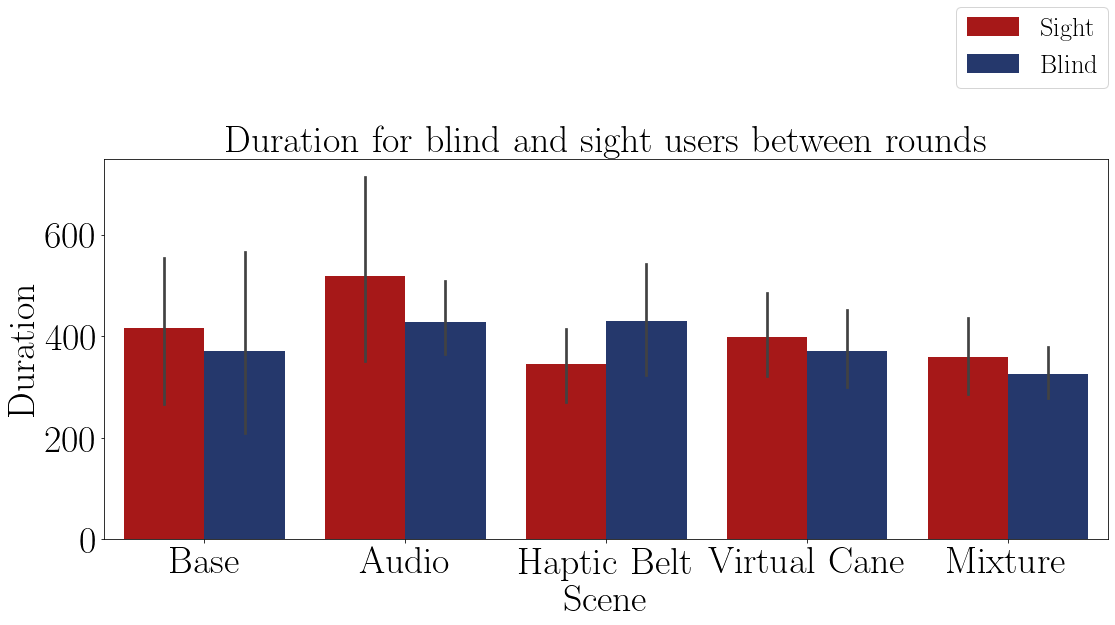 Sight
Blind
Duration for blind and sight users between rounds
Duration
600
400
200
0
Base Audio Haptic Belt Virtual Cane Mixture
Scene